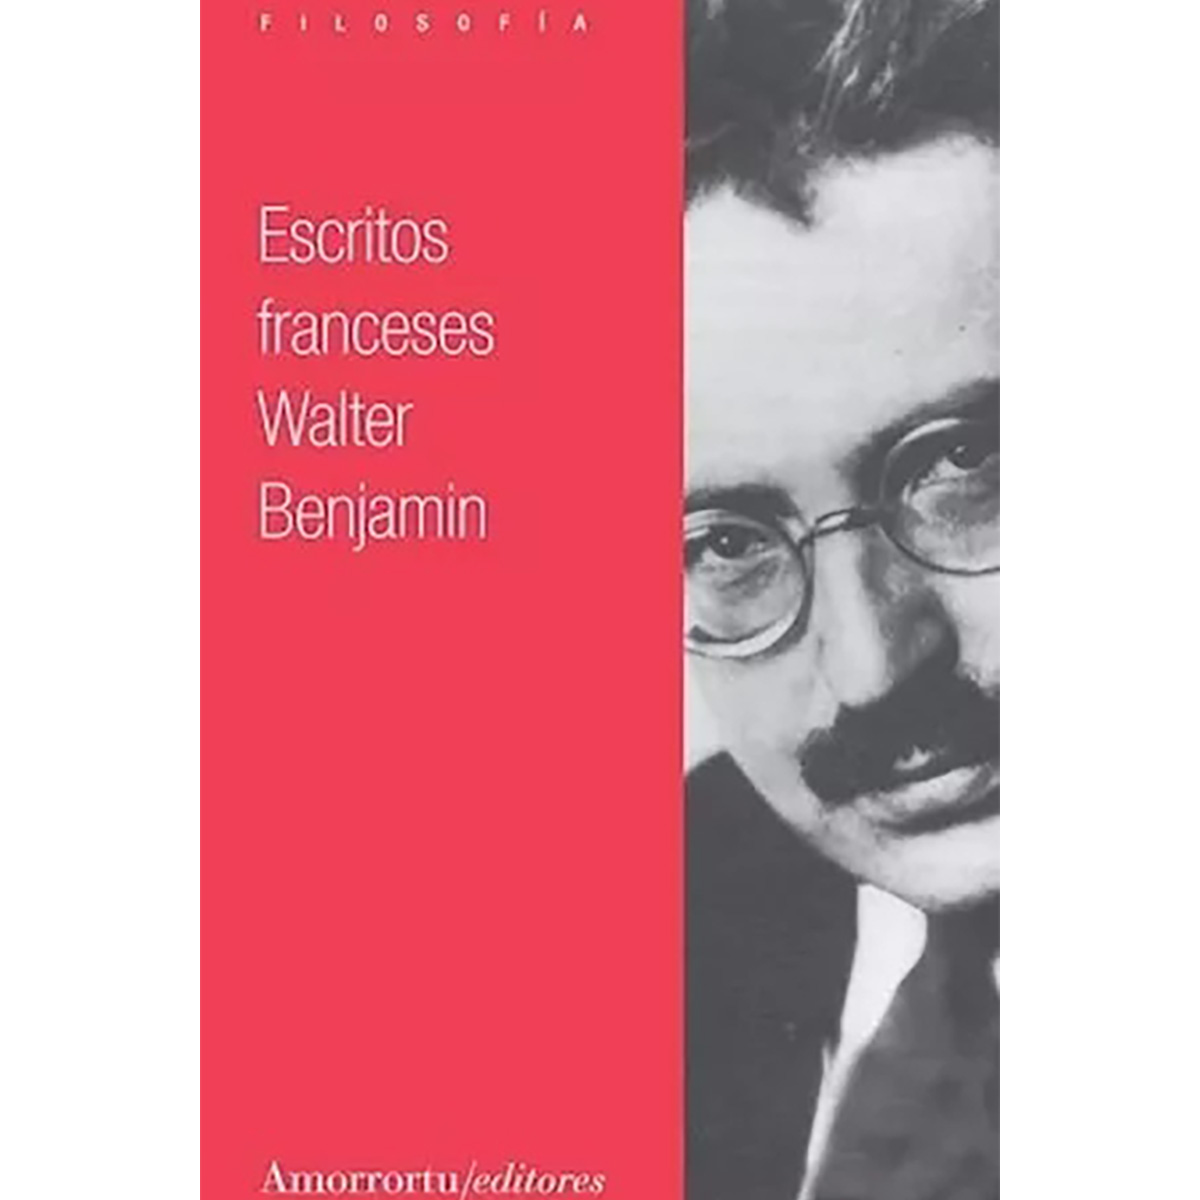 FILOSOFÍA
Escritos
franceses
Walter
Benjamin
Amorrortu/editores